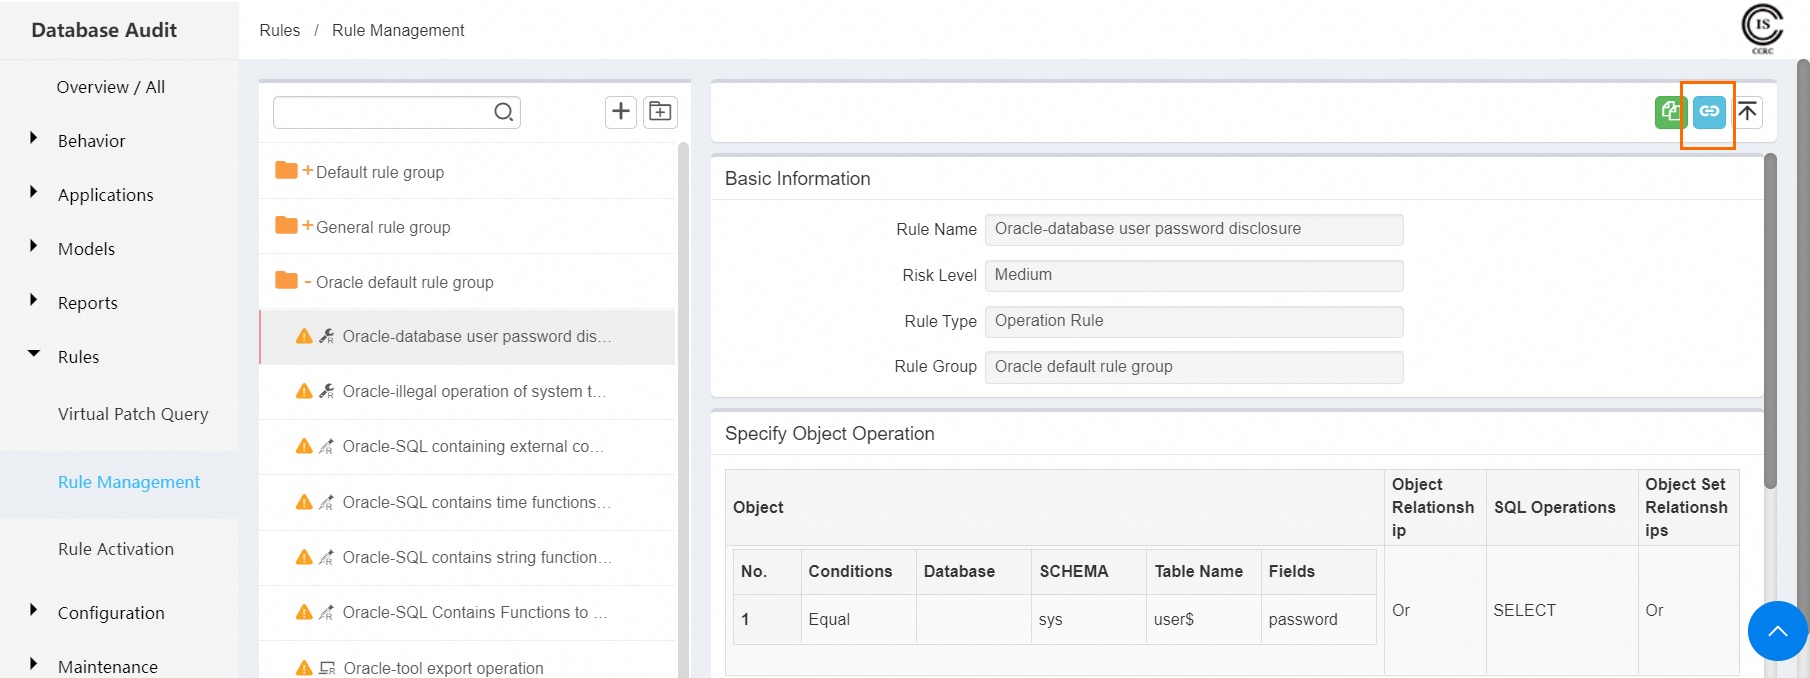 Database Audit
Rules / Rule Management
IS
CCRC
Overview / All
Behavior
Applications
Models
Reports
Rules
Virtual Patch Query
Rule Management
Rule Activation
Configuration
Maintenance
Default rule group
General rule group
Oracle default rule group
Oracle-database user password dis...
Oracle-illegal operation of system t...
Oracle-SQL containing external co...
Oracle-SQL contains time functions...
Oracle-SQL contains string function...
Oracle-SQL Contains Functions to ...
Oracle-tool export operation
Basic Information
Rule Name Oracle-database user password disclosure
Risk Level Medium
Rule Type Operation Rule
Rule Group Oracle default rule group
Specify Object Operation
Object
Object Relationsh
ip
SQL Operations
Object Set
Relationsh
ips
No. Conditions Database SCHEMA Table Name Fields
1 Equal sys user$ password
Or
SELECT
Or